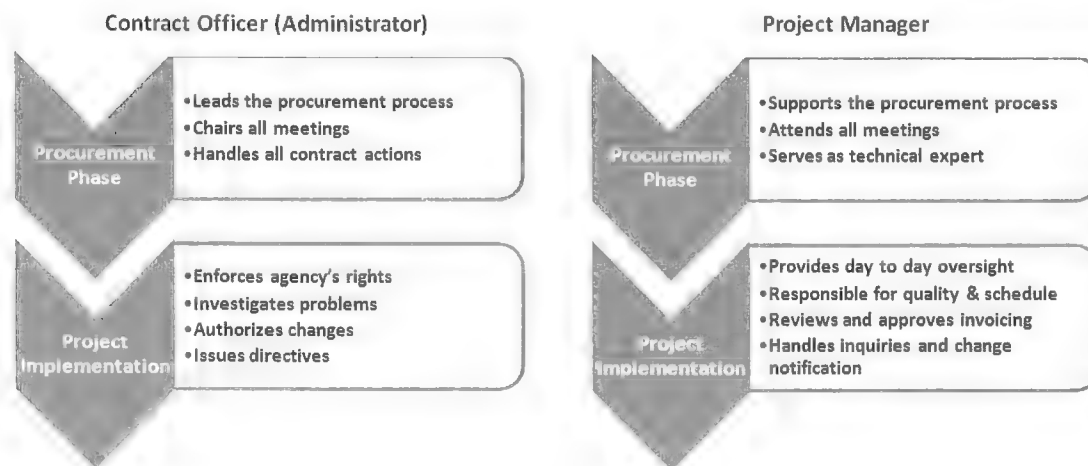 Contract Officer (Administrator)
Procurement
Phase
•Leads the procurement process
•Chairs all meetings
•Handles all contract actions
Project
Implementation
•Enforces agency's rights
•Investigates problems
•Authorizes changes
•Issues directives
Project Manager
Procurement
Phase
•Supports the procurement process
•Attends all meetings
•Serves as technical expert
Project
Implementation
•Provides day to day oversight
•Responsible for quality & schedule
•Reviews and approves invoicing
•Handles inquiries and change
notification